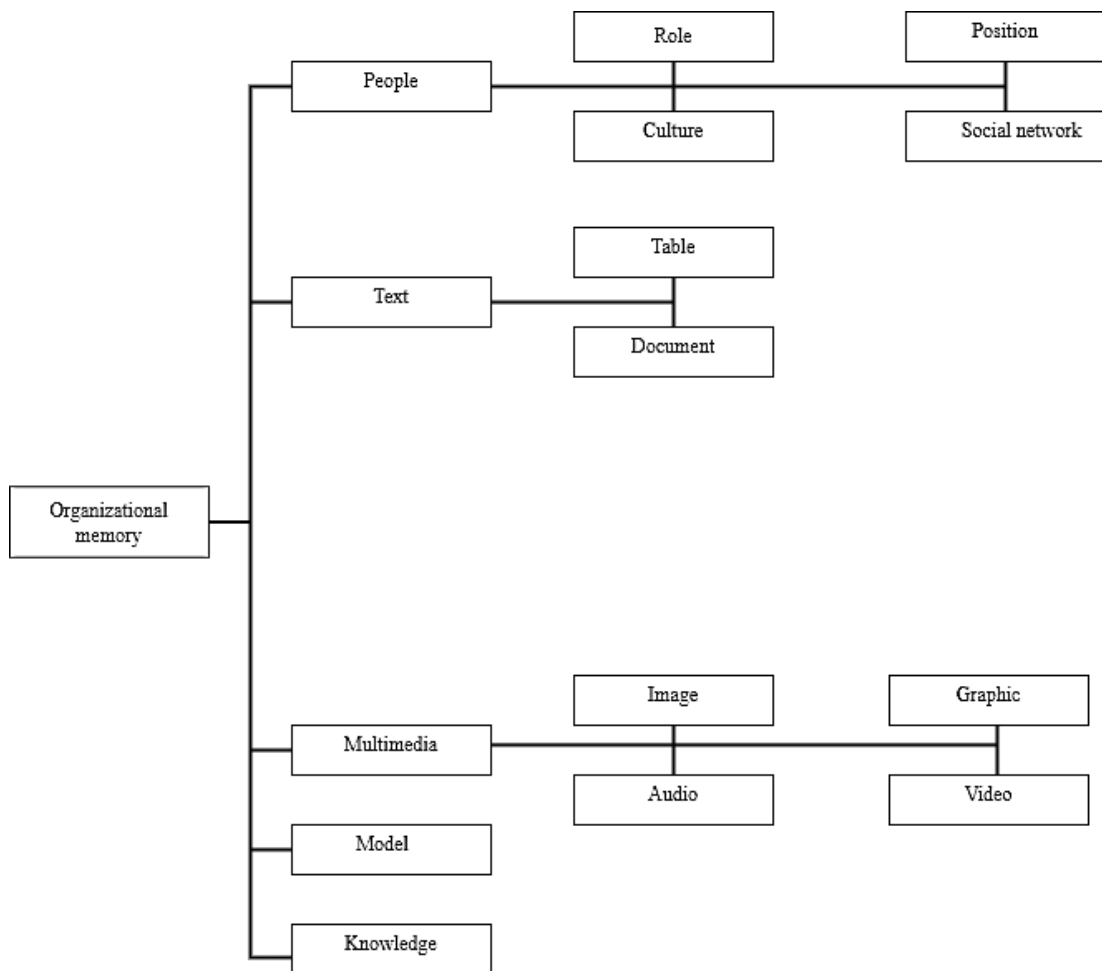 Role
Position
People
Culture
Social network
Table
Text
Document
Organizational
memory
Image
Graphic
Multimedia
Audio
Video
Model
Knowledge